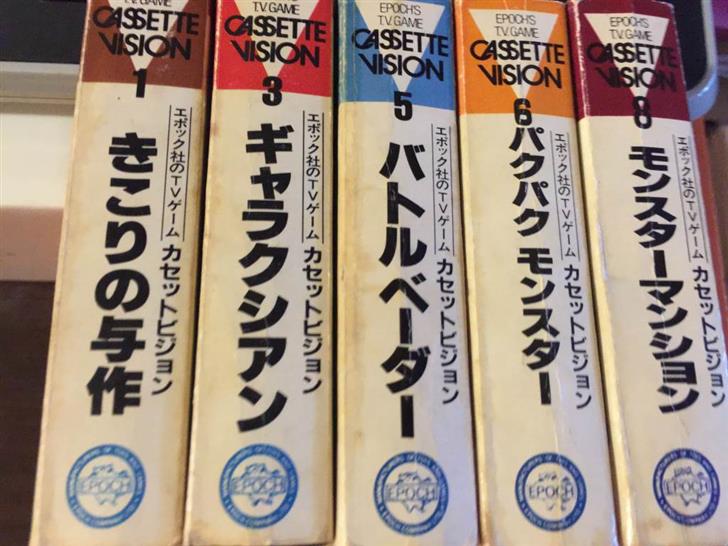 T.V.GAME
CASSETTE
VISION
1
エポック社のTVゲーム
カセットビジョン
きこりの与作
EPOCH
T.V.GAME
CASSETTE
VISION
3
エポック社のTVゲーム
カセットビジョン
ギャラクシアン
EPOCH
EPOCH'S
T.V.GAME
CASSETTE
VISION
5
エポック社のTVゲーム
カセットビジョン
バトルベーダー
EPOCH
EPOCH'S
T.V.GAME
CASSETTE
VISION
6
エポック社のTVゲーム
カセットビジョン
パクパク モンスター
EPOCH
EPOCH'S
T.V.GAME
CASSETTE
VISION
8
エポック社のTVゲーム
カセットビジョン
モンスターマンション
EPOCH